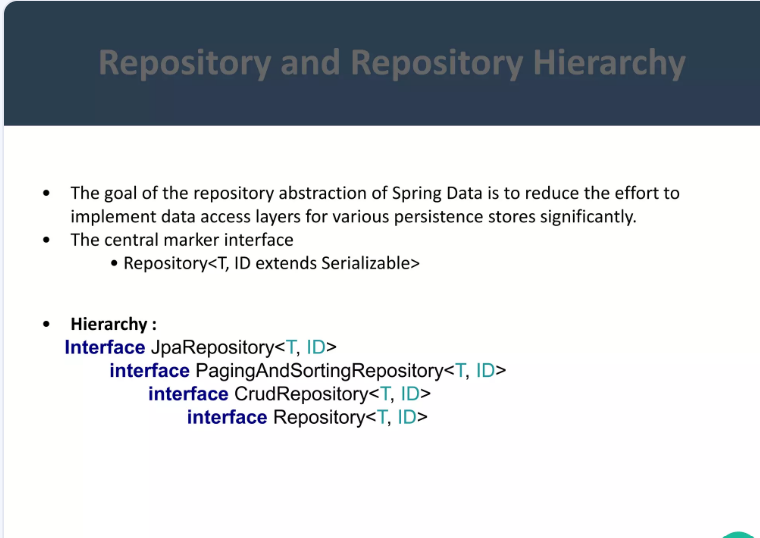 Repository and Repository Hierarchy
• The goal of the repository abstraction of Spring Data is to reduce the effort to
implement data access layers for various persistence stores significantly.
• The central marker interface
• Repository<T, ID extends Serializable>
• Hierarchy :
Interface JpaRepository<T, ID>
interface PagingAndSortingRepository<T, ID>
interface CrudRepository<T, ID>
interface Repository<T, ID>